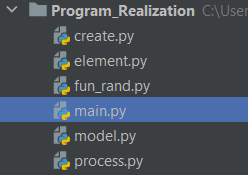 Program_Realization C:\User
create.py
element.py
fun_rand.py
main.py
model.py
process.py